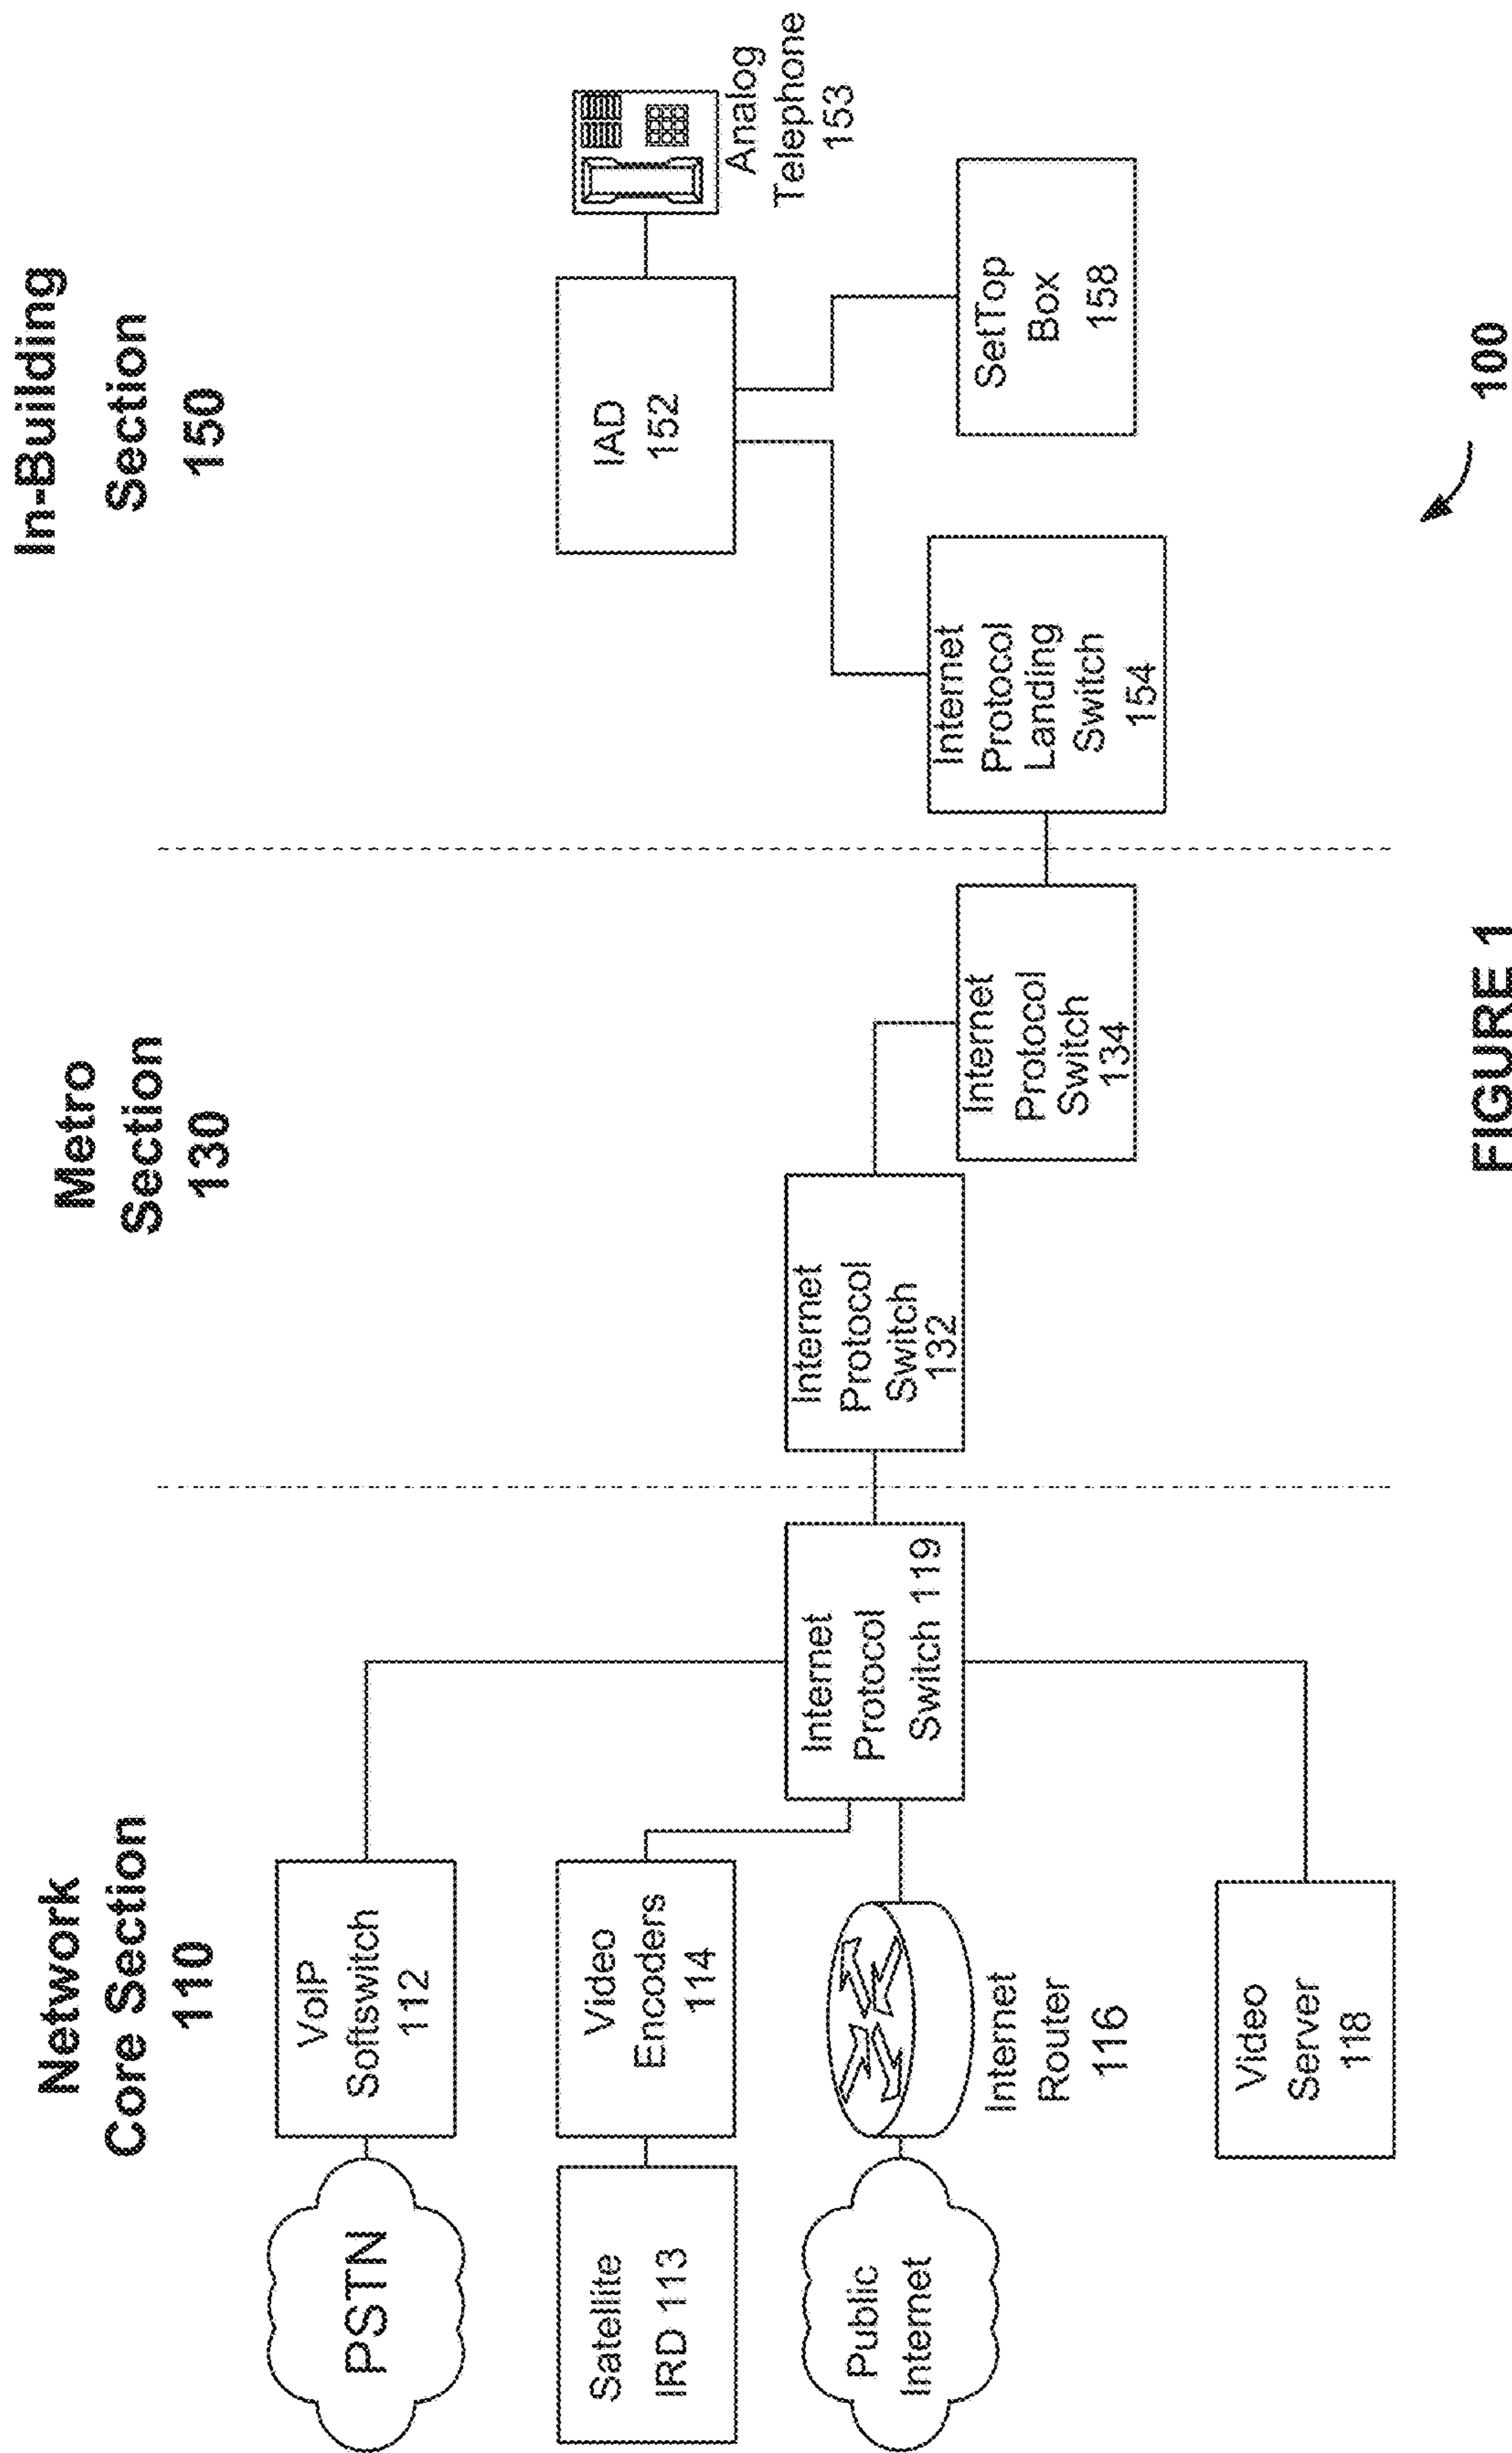 Network
Core Section
110
Metro
Section
130
In-Building
Section
150
PSTN
VoIP
Softswitch
112
Satellite
IRD 113
Video
Encoders
114
Public
Internet
Internet
Router
116
Video
Server
118
Internet
Protocol
Switch 119
Internet
Protocol
Switch
132
Internet
Protocol
Switch
134
Internet
Protocol
Landing
Switch
154
IAD
152
Analog
Telephone
153
SetTop
Box
158
100
FIGURE 1